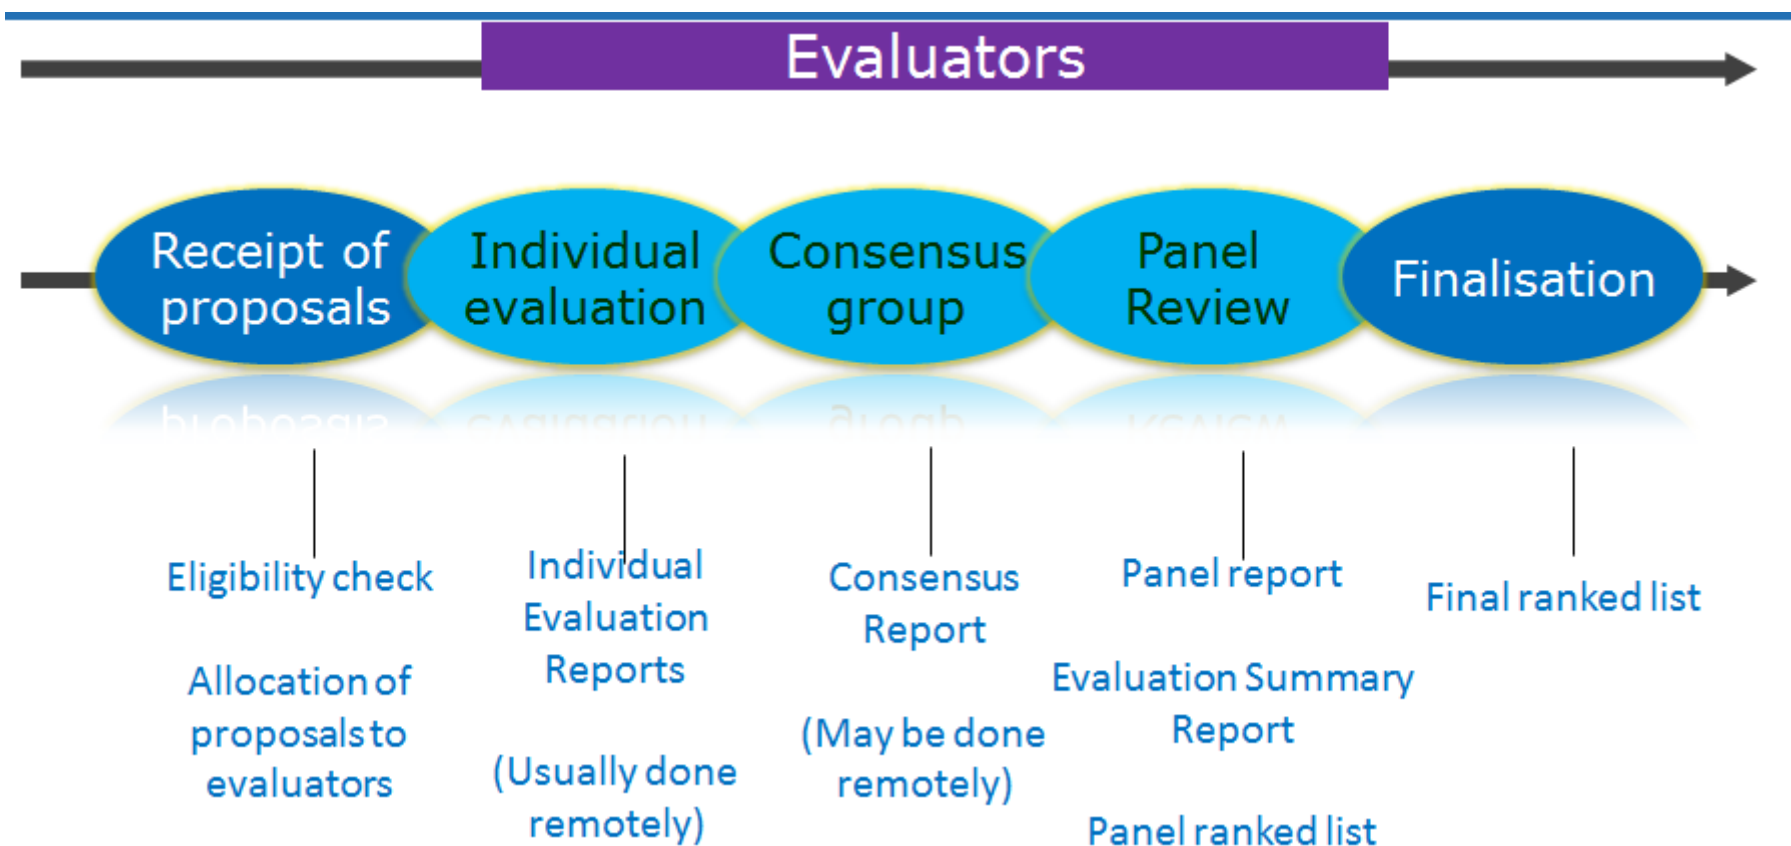 Evaluators
Receipt of
proposals
Individual
evaluation
Consensus
group
Panel
Review
Finalisation
Eligibility check
Allocation of
proposals to
evaluators
Individual
Evaluation
Reports
(Usually done
remotely)
Consensus
Report
(May be done
remotely)
Panel report
Evaluation Summary
Report
Panel ranked list
Final ranked list